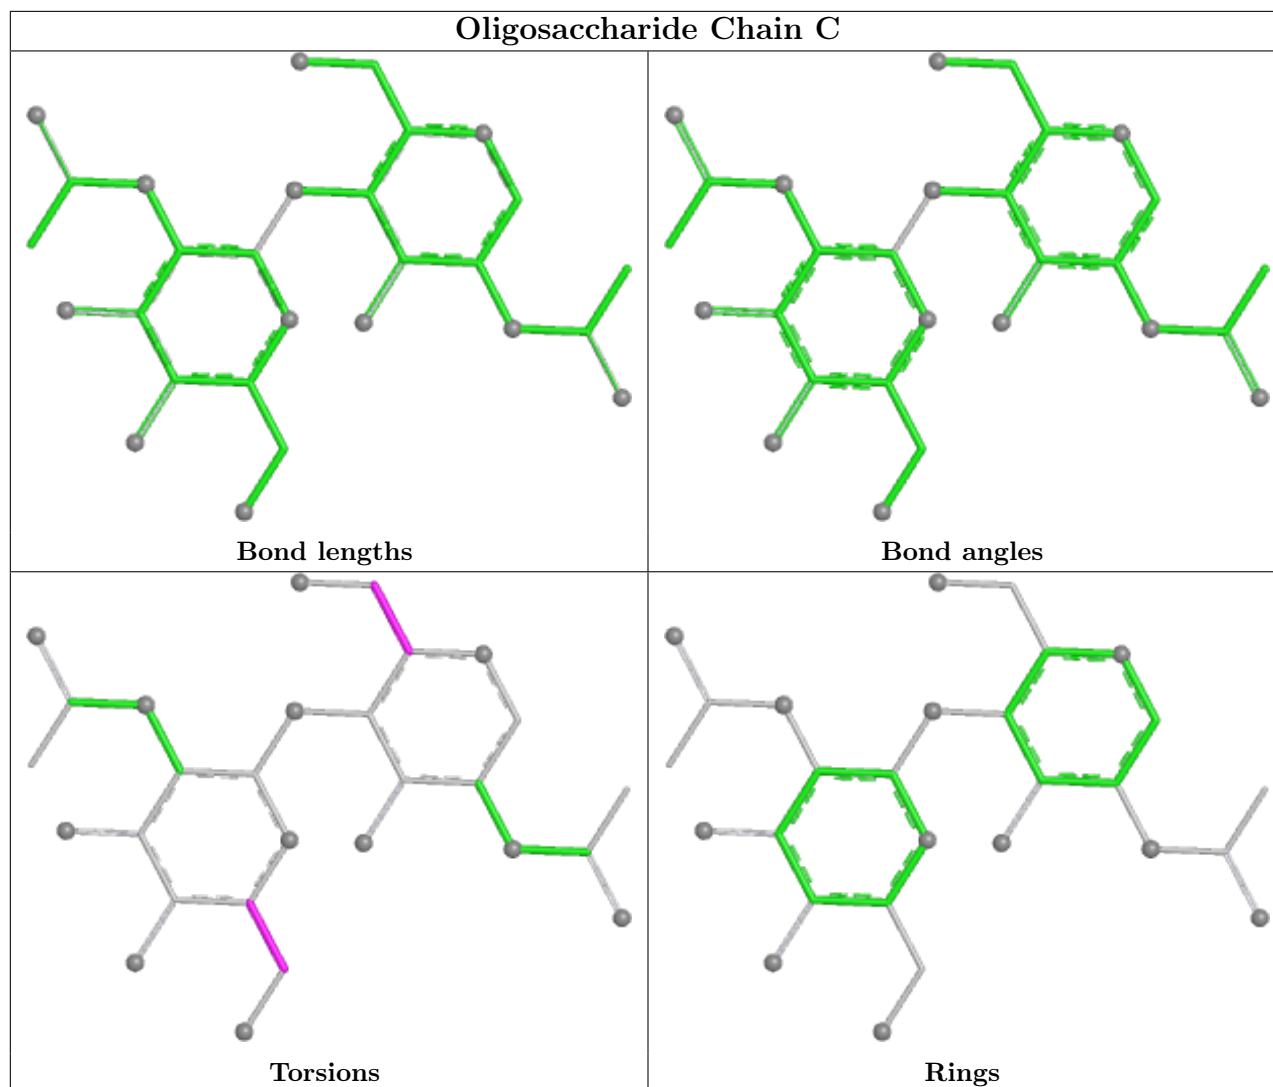 Oligosaccharide Chain C
Bond lengths
Bond angles
Torsions
Rings